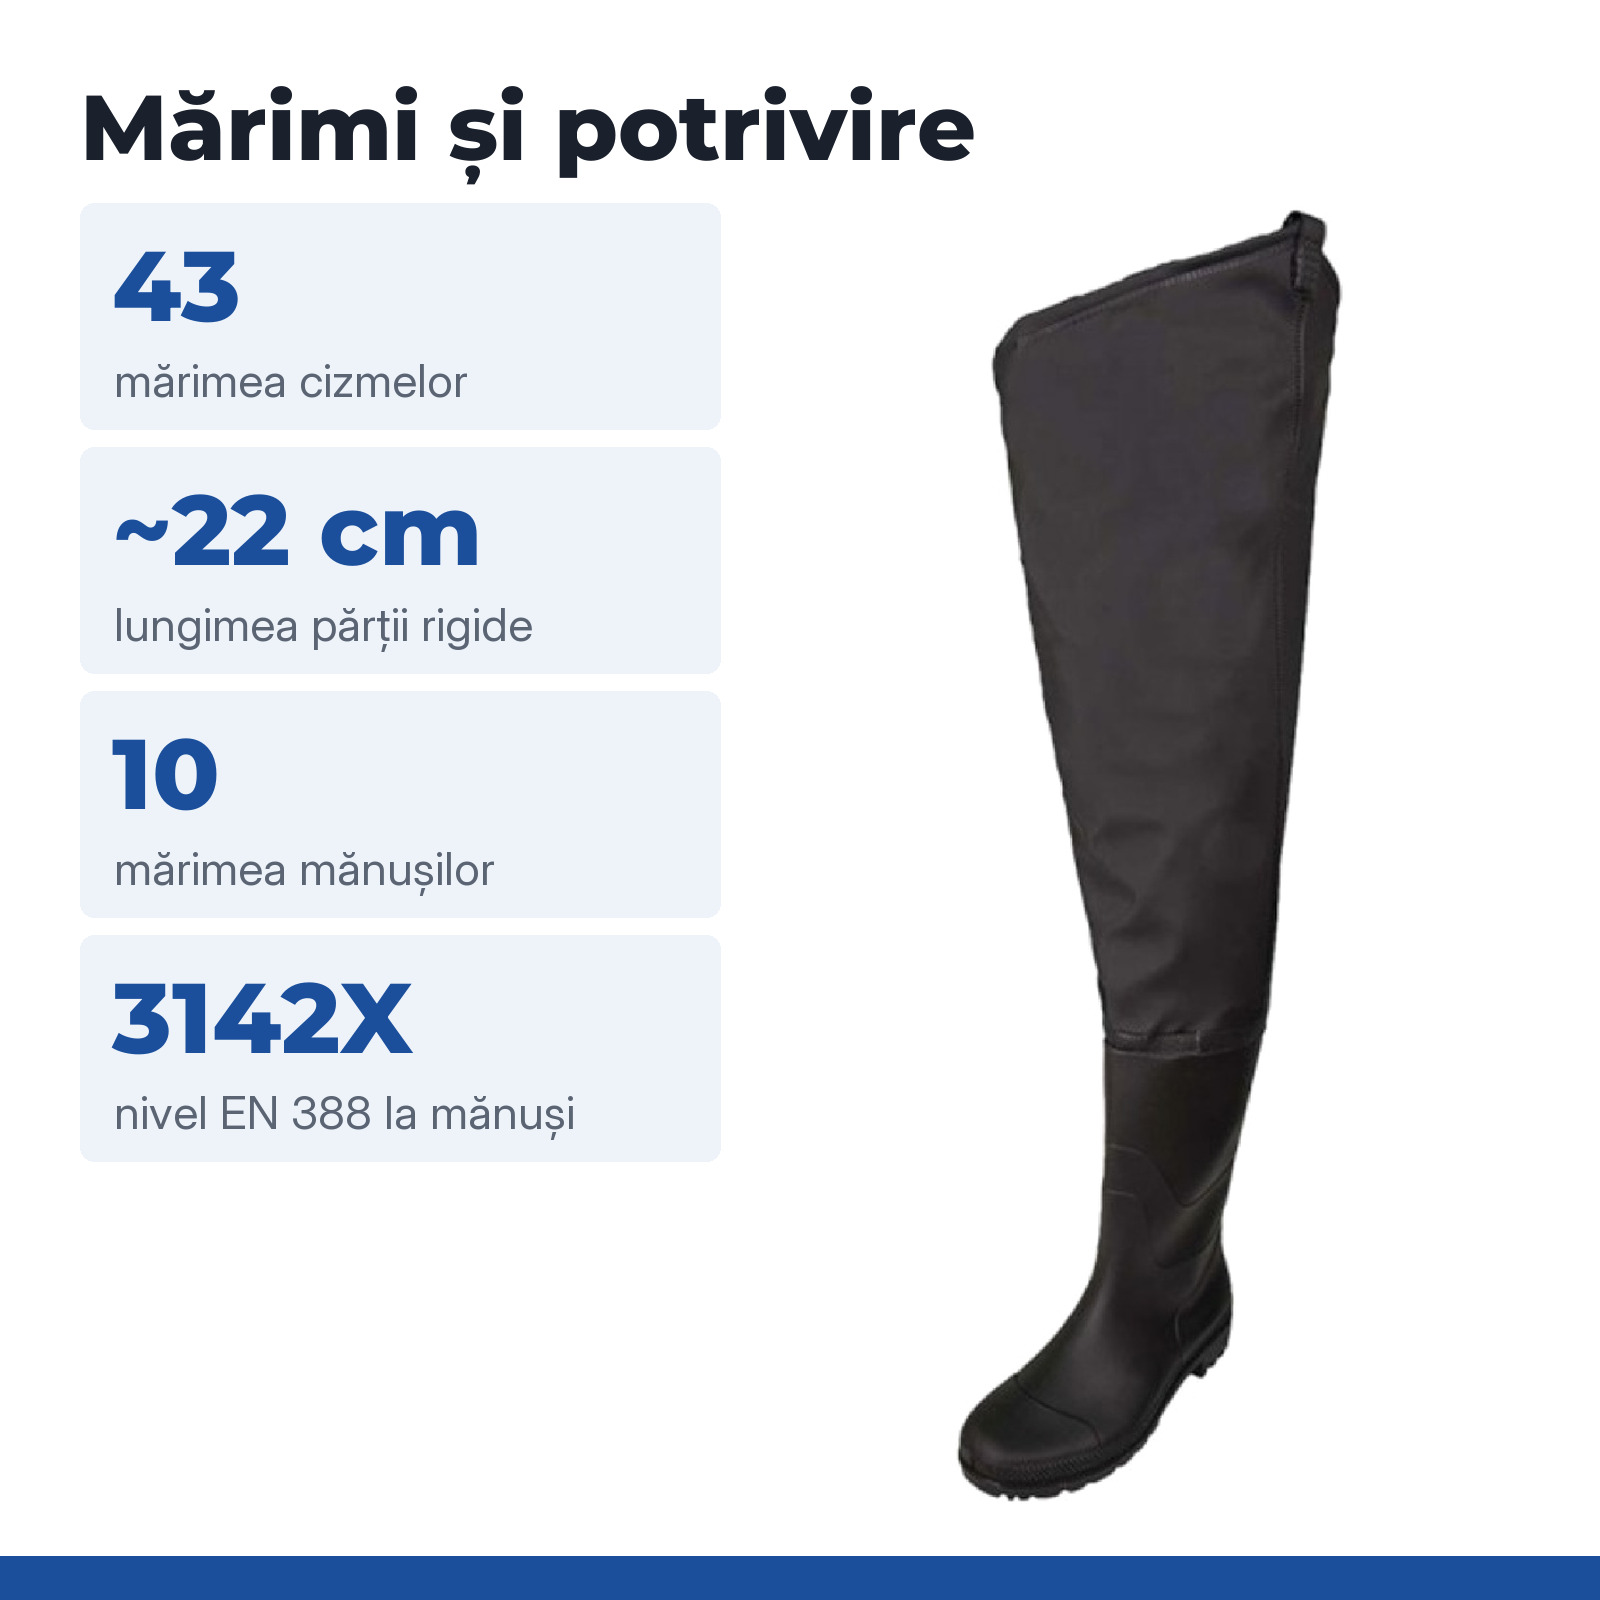 Mărimi și potrivire
43
mărimea cizmelor
~22 cm
lungimea părții rigide
10
mărimea mănușilor
3142X
nivel EN 388 la mănuși